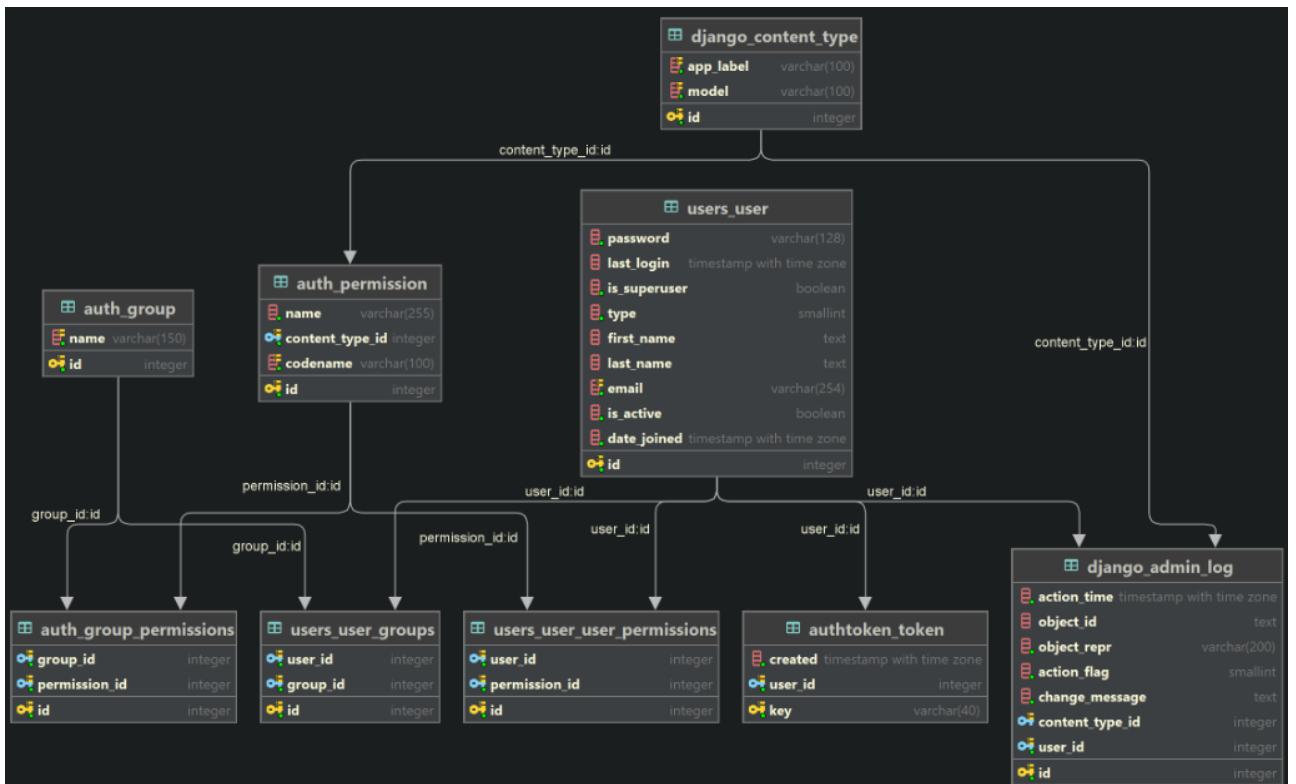 django_content_type
app_label varchar(100)
model varchar(100)
id integer
content_type_id:id
users_user
password varchar(128)
last_login timestamp with time zone
is_superuser boolean
type smallint
first_name text
last_name text
email varchar(254)
is_active boolean
date_joined timestamp with time zone
id integer
auth_permission
name varchar(255)
content_type_id integer
codename varchar(100)
id integer
auth_group
name varchar(150)
id integer
content_type_id:id
permission_id:id
user_id:id
user_id:id
group_id:id
group_id:id
permission_id:id
user_id:id
user_id:id
auth_group_permissions
group_id integer
permission_id integer
id integer
users_user_groups
user_id integer
group_id integer
id integer
users_user_user_permissions
user_id integer
permission_id integer
id integer
authtoken_token
created timestamp with time zone
user_id integer
key varchar(40)
django_admin_log
action_time timestamp with time zone
object_id text
object_repr varchar(200)
action_flag smallint
change_message text
content_type_id integer
user_id integer
id integer